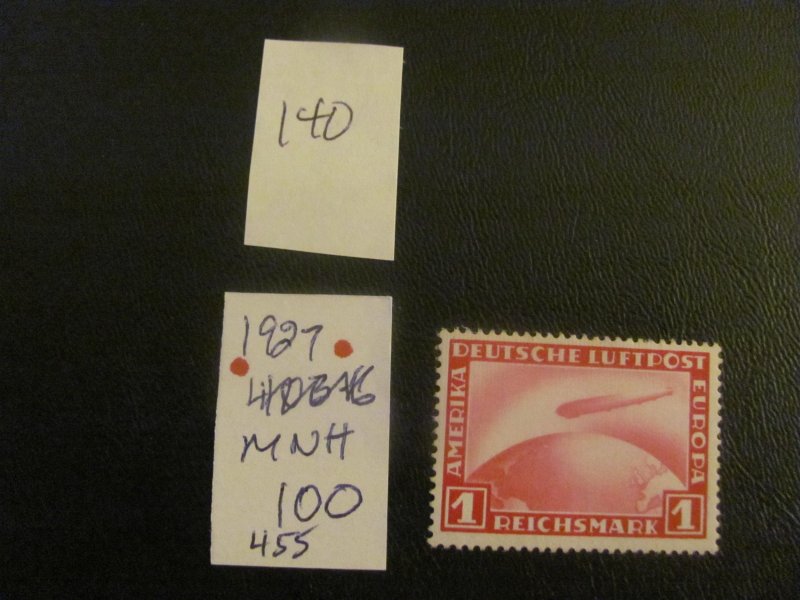 140
1927
MNH
100
455
DEUTSCHE LUFTPOST
AMERIKA
EUROPA
1 REICHSMARK 1